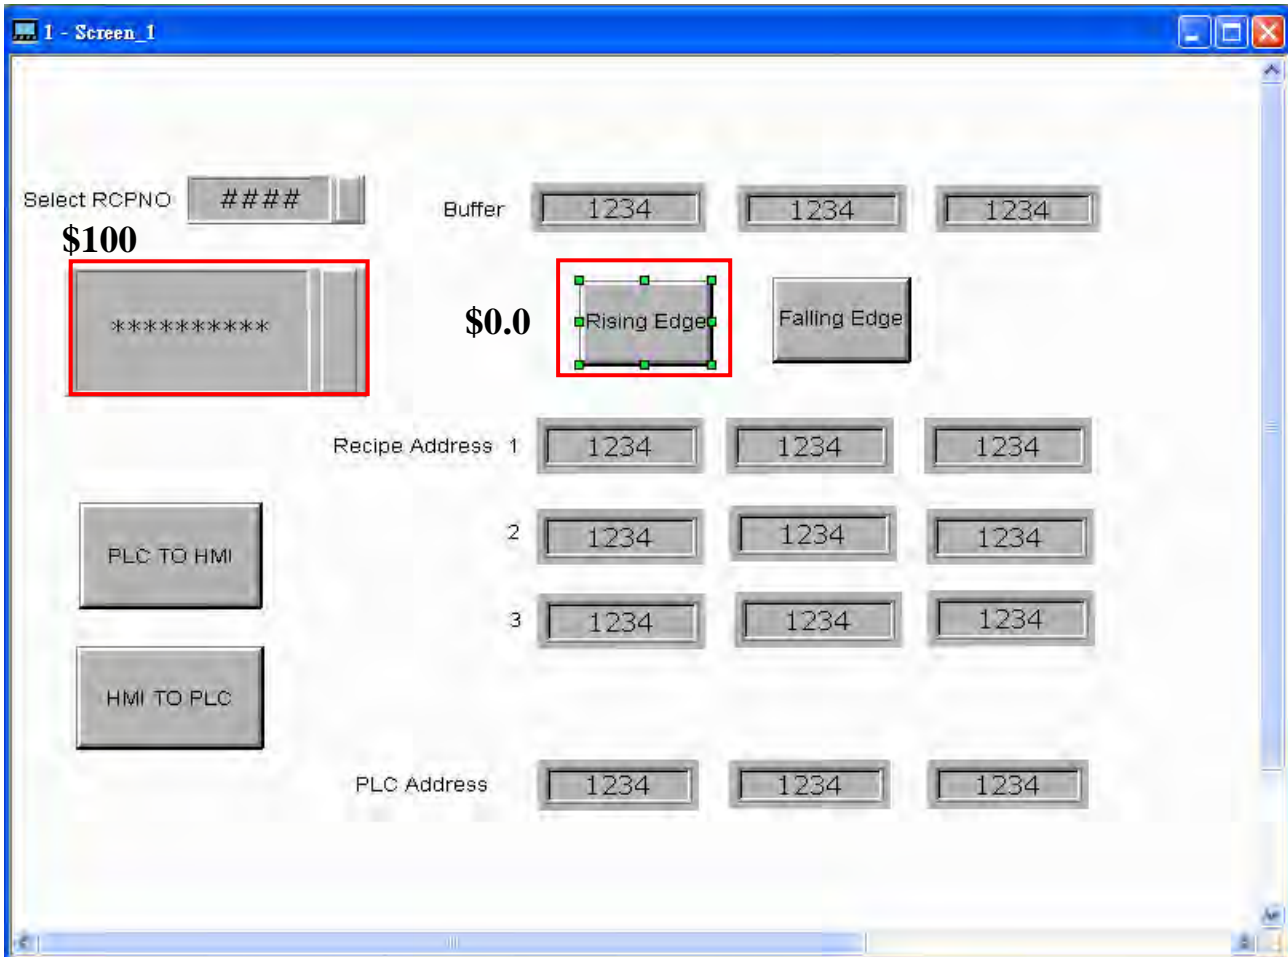 1 - Screen_1
Select RCPNO #### Buffer 1234 1234 1234
$100
********** $0.0 Rising Edge Falling Edge
Recipe Address 1 1234 1234 1234
2 1234 1234 1234
PLC TO HMI
3 1234 1234 1234
HMI TO PLC
PLC Address 1234 1234 1234